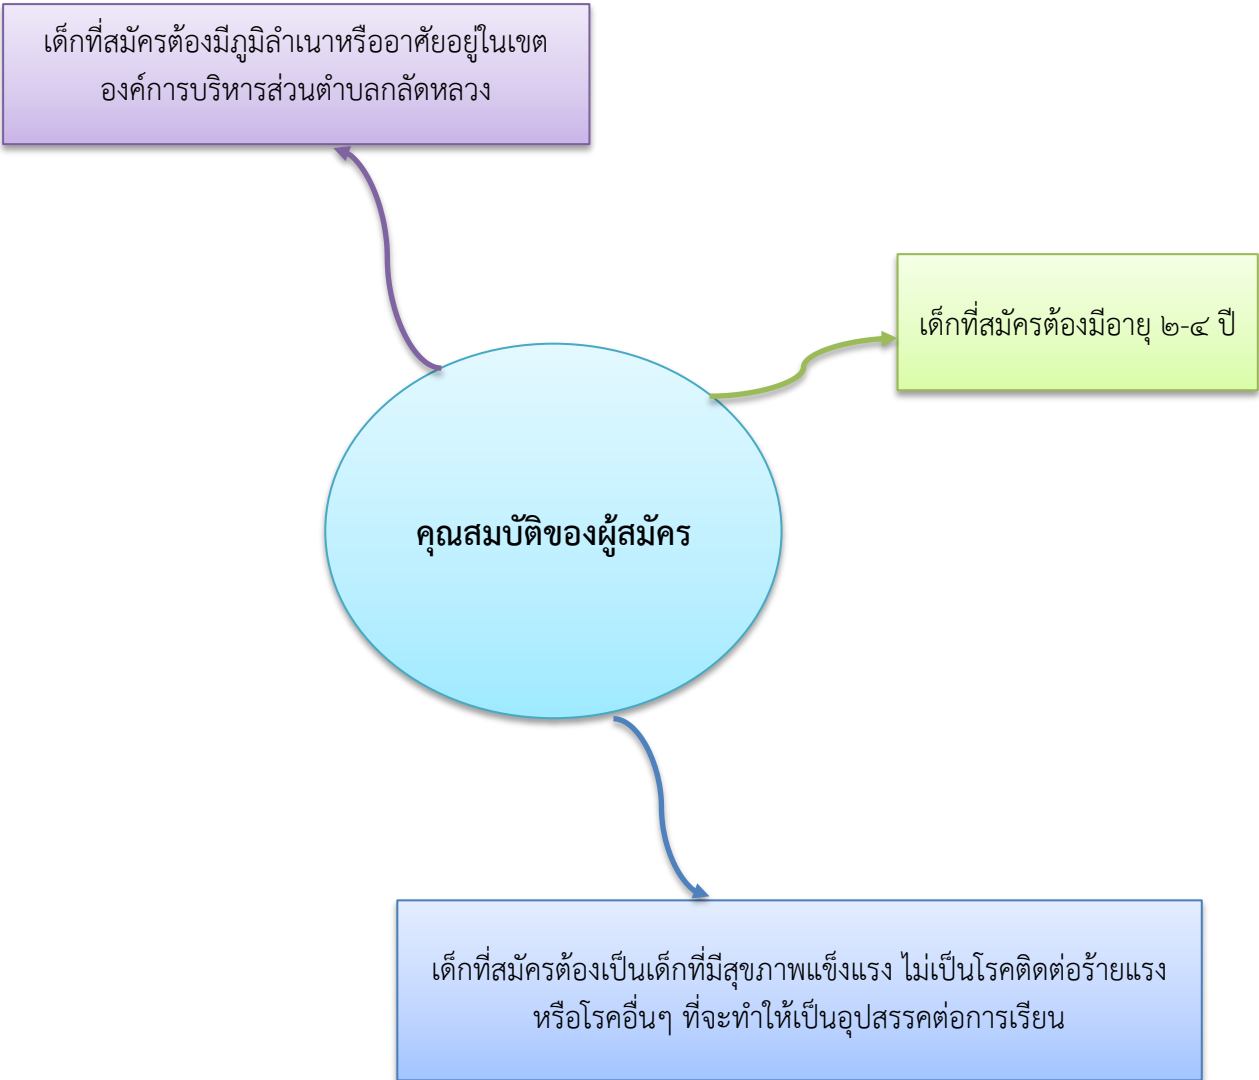 เด็กที่สมัครต้องมีภูมิลำเนาหรืออาศัยอยู่ในเขต
องค์การบริหารส่วนตำบลกลัดหลวง
เด็กที่สมัครต้องมีอายุ ๒-๔ ปี
คุณสมบัติของผู้สมัคร
เด็กที่สมัครต้องเป็นเด็กที่มีสุขภาพแข็งแรง ไม่เป็นโรคติดต่อร้ายแรง
หรือโรคอื่นๆ ที่จะทำให้เป็นอุปสรรคต่อการเรียน